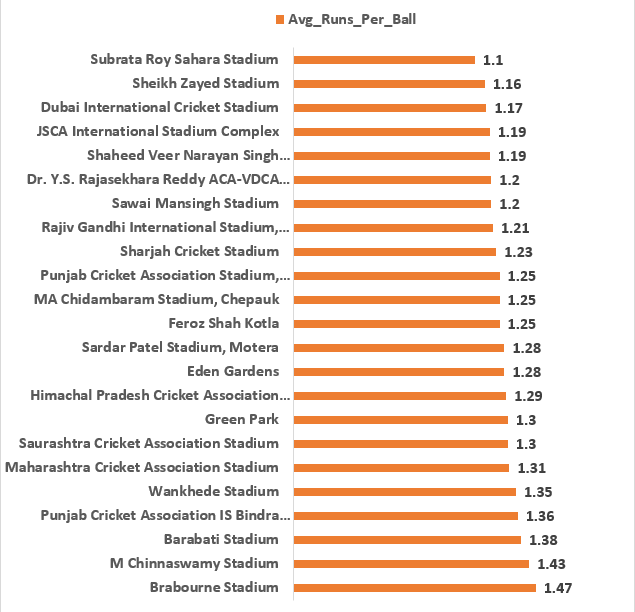 Avg_Runs_Per_Ball
Subrata Roy Sahara Stadium 1.1
Sheikh Zayed Stadium 1.16
Dubai International Cricket Stadium 1.17
JSCA International Stadium Complex 1.19
Shaheed Veer Narayan Singh... 1.19
Dr. Y.S. Rajasekhara Reddy ACA-VDCA... 1.2
Sawai Mansingh Stadium 1.2
Rajiv Gandhi International Stadium,... 1.21
Sharjah Cricket Stadium 1.23
Punjab Cricket Association Stadium,... 1.25
MA Chidambaram Stadium, Chepauk 1.25
Feroz Shah Kotla 1.25
Sardar Patel Stadium, Motera 1.28
Eden Gardens 1.28
Himachal Pradesh Cricket Association... 1.29
Green Park 1.3
Saurashtra Cricket Association Stadium 1.3
Maharashtra Cricket Association Stadium 1.31
Wankhede Stadium 1.35
Punjab Cricket Association IS Bindra... 1.36
Barabati Stadium 1.38
M Chinnaswamy Stadium 1.43
Brabourne Stadium 1.47